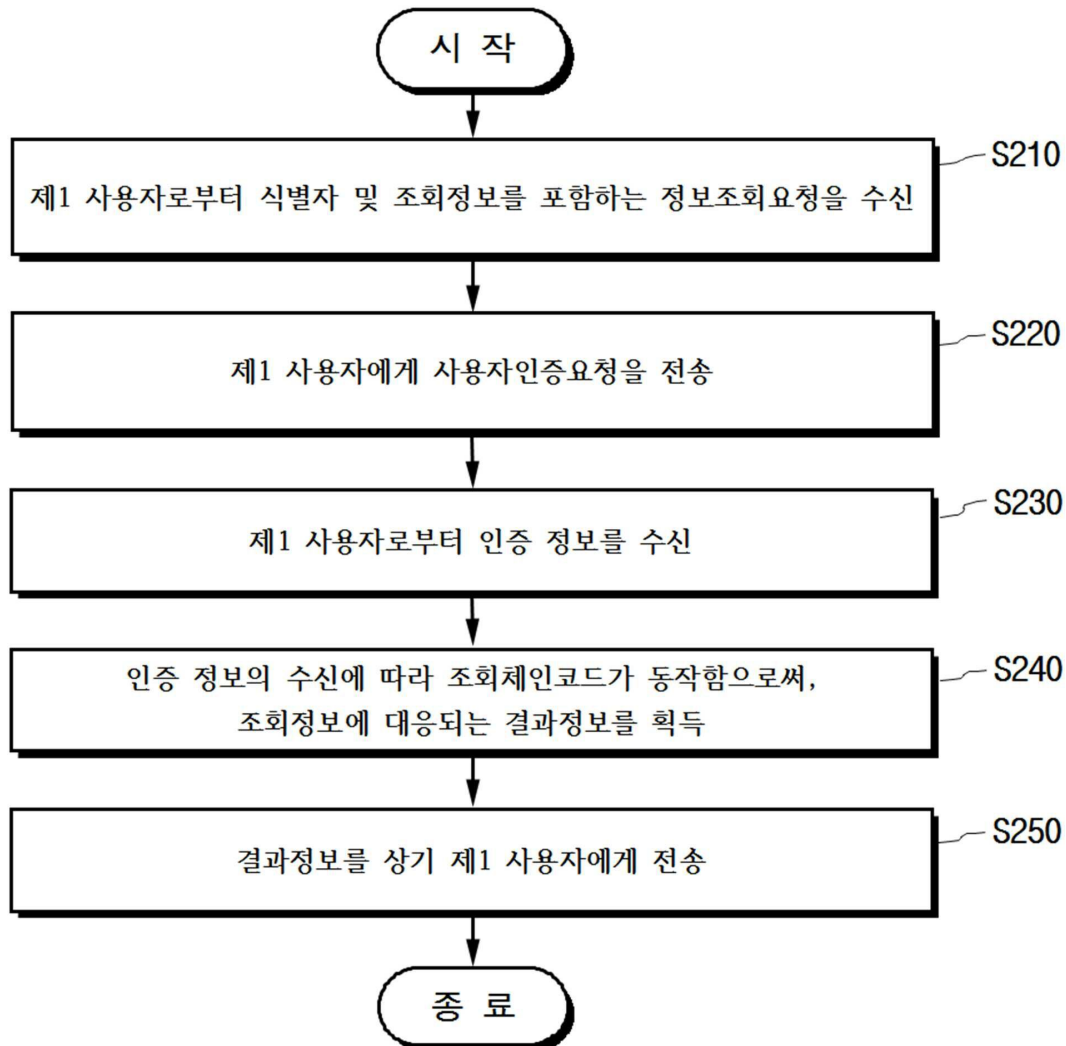 시 작
제1 사용자로부터 식별자 및 조회정보를 포함하는 정보조회요청을 수신
S210
제1 사용자에게 사용자인증요청을 전송
S220
제1 사용자로부터 인증 정보를 수신
S230
인증 정보의 수신에 따라 조회체인코드가 동작함으로써,
조회정보에 대응되는 결과정보를 획득
S240
결과정보를 상기 제1 사용자에게 전송
S250
종 료